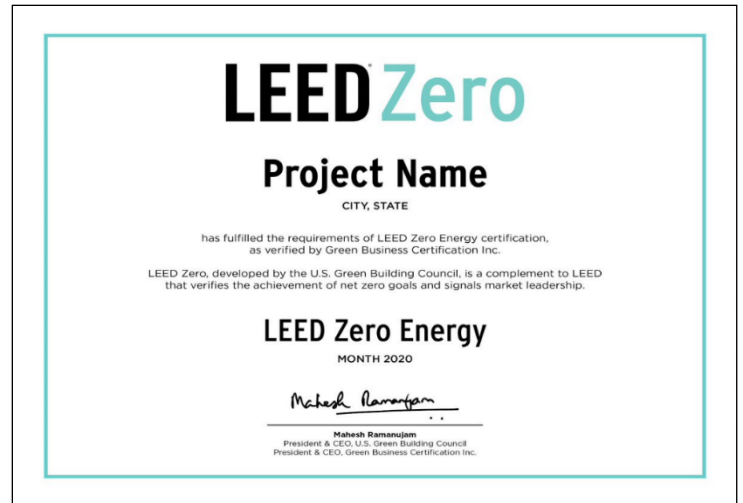 LEED® Zero
Project Name
CITY, STATE
has fulfilled the requirements of LEED Zero Energy certification,
as verified by Green Business Certification Inc.
LEED Zero, developed by the U.S. Green Building Council, is a complement to LEED
that verifies the achievement of net zero goals and signals market leadership.
LEED Zero Energy
MONTH 2020
Mahesh Ramanujam
Mahesh Ramanujam
President & CEO, U.S. Green Building Council
President & CEO, Green Business Certification Inc.